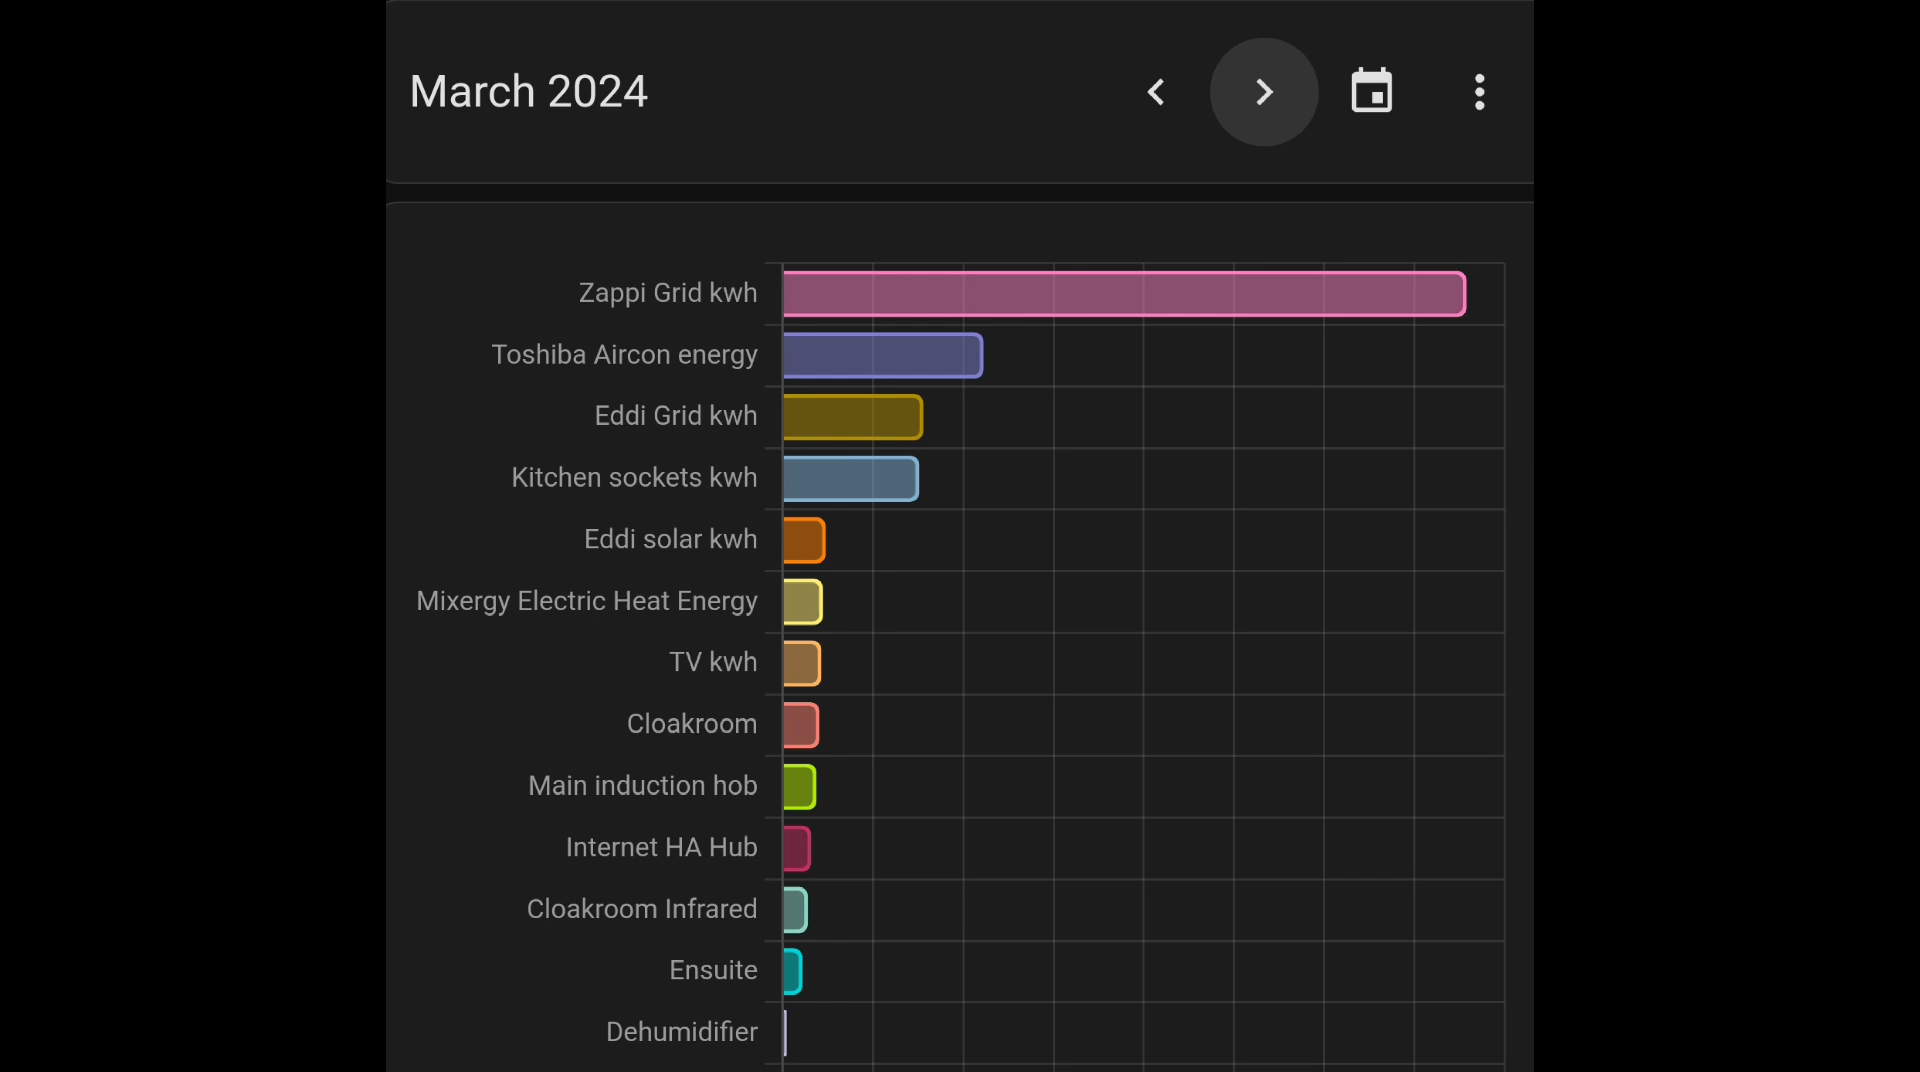 March 2024
Zappi Grid kwh
Toshiba Aircon energy
Eddi Grid kwh
Kitchen sockets kwh
Eddi solar kwh
Mixergy Electric Heat Energy
TV kwh
Cloakroom
Main induction hob
Internet HA Hub
Cloakroom Infrared
Ensuite
Dehumidifier